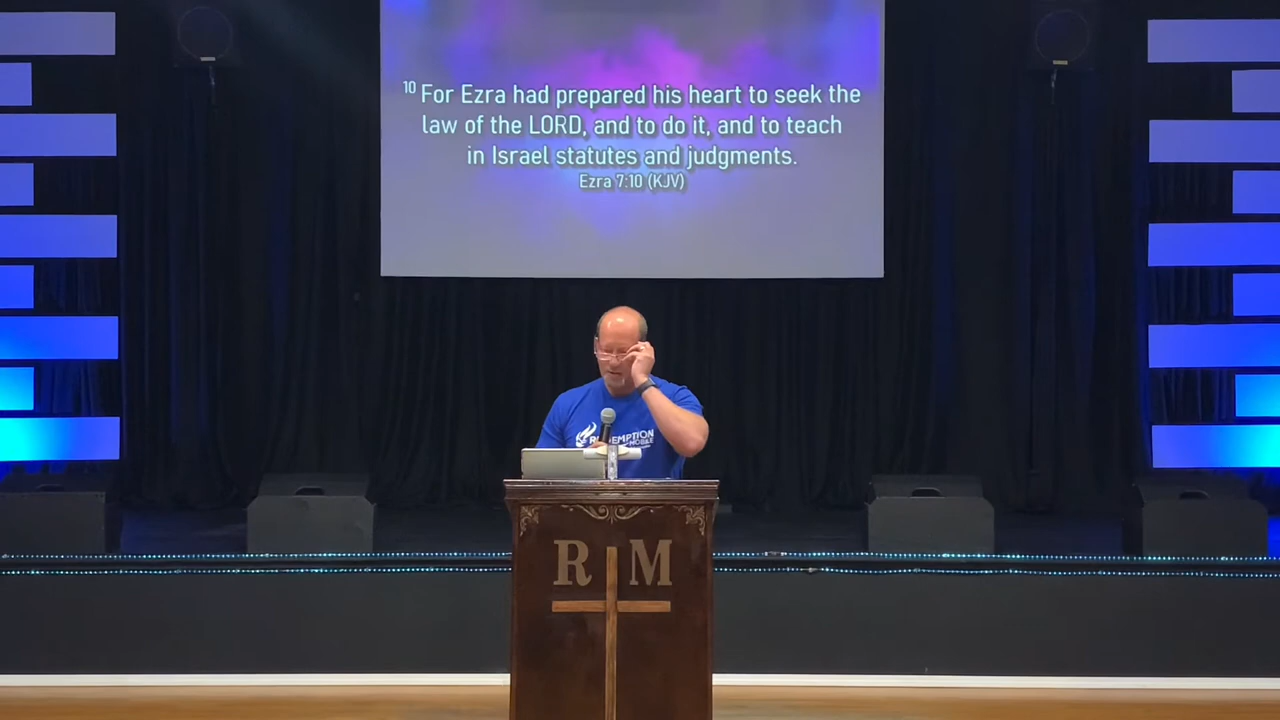 10 For Ezra had prepared his heart to seek the
law of the LORD, and to do it, and to teach
in Israel statutes and judgments.
Ezra 7:10 (KJV)
MOBILE
R M